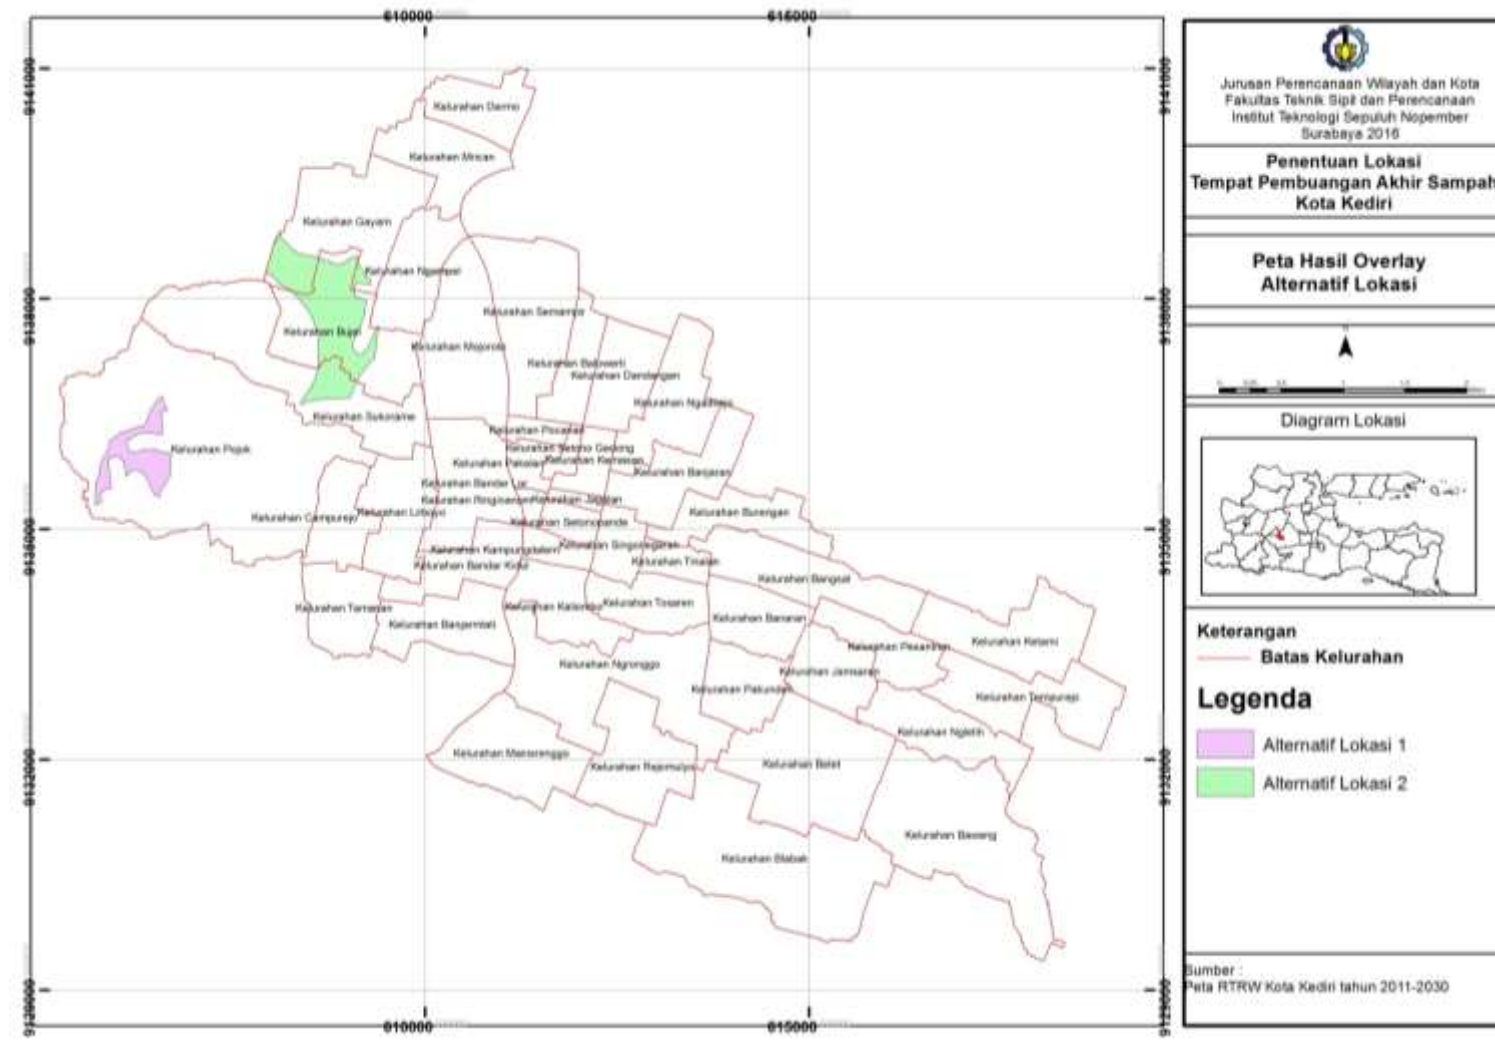 610000
615000
9141000
9141000
Kelurahan Dermo
Kelurahan Mrican
Kelurahan Gayam
Kelurahan Ngampel
9138000
9138000
Kelurahan Semampir
Kelurahan Bujel
Kelurahan Mojoroto
Kelurahan Balowerti
Kelurahan Dandangan
Kelurahan Ngadirejo
Kelurahan Sukorame
Kelurahan Pocanan
Kelurahan Pojok
Kelurahan Setono Gedong
Kelurahan Pakelan
Kelurahan Kemasan
Kelurahan Banjaran
Kelurahan Bandar Lor
Kelurahan Ringinanom
Kelurahan Jagalan
Kelurahan Campurejo
Kelurahan Lirboyo
Kelurahan Burengan
Kelurahan Setonopande
9135000
9135000
Kelurahan Kampungdalem
Kelurahan Singonegaran
Kelurahan Bandar Kidul
Kelurahan Tinalan
Kelurahan Bangsal
Kelurahan Tamanan
Kelurahan Kaliombo
Kelurahan Tosaren
Kelurahan Banjarmlati
Kelurahan Banaran
Kelurahan Pesantren
Kelurahan Ketami
Kelurahan Ngronggo
Kelurahan Jamsaren
Kelurahan Pakunden
Kelurahan Tempurejo
Kelurahan Ngletih
Kelurahan Manisrenggo
Kelurahan Rejomulyo
Kelurahan Betet
9132000
9132000
Kelurahan Bawang
Kelurahan Blabak
9129000
9129000
610000
615000
Jurusan Perencanaan Wilayah dan Kota
Fakultas Teknik Sipil dan Perencanaan
Institut Teknologi Sepuluh Nopember
Surabaya 2016
Penentuan Lokasi
Tempat Pembuangan Akhir Sampah
Kota Kediri
Peta Hasil Overlay
Alternatif Lokasi
Diagram Lokasi
Keterangan
Batas Kelurahan
Legenda
Alternatif Lokasi 1
Alternatif Lokasi 2
Sumber :
Peta RTRW Kota Kediri tahun 2011-2030